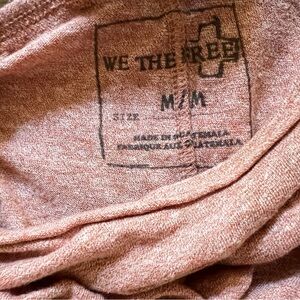 WE THE FREE
M/M
SIZE
MADE IN GUATEMALA
FABRIQUE AU GUATEMALA